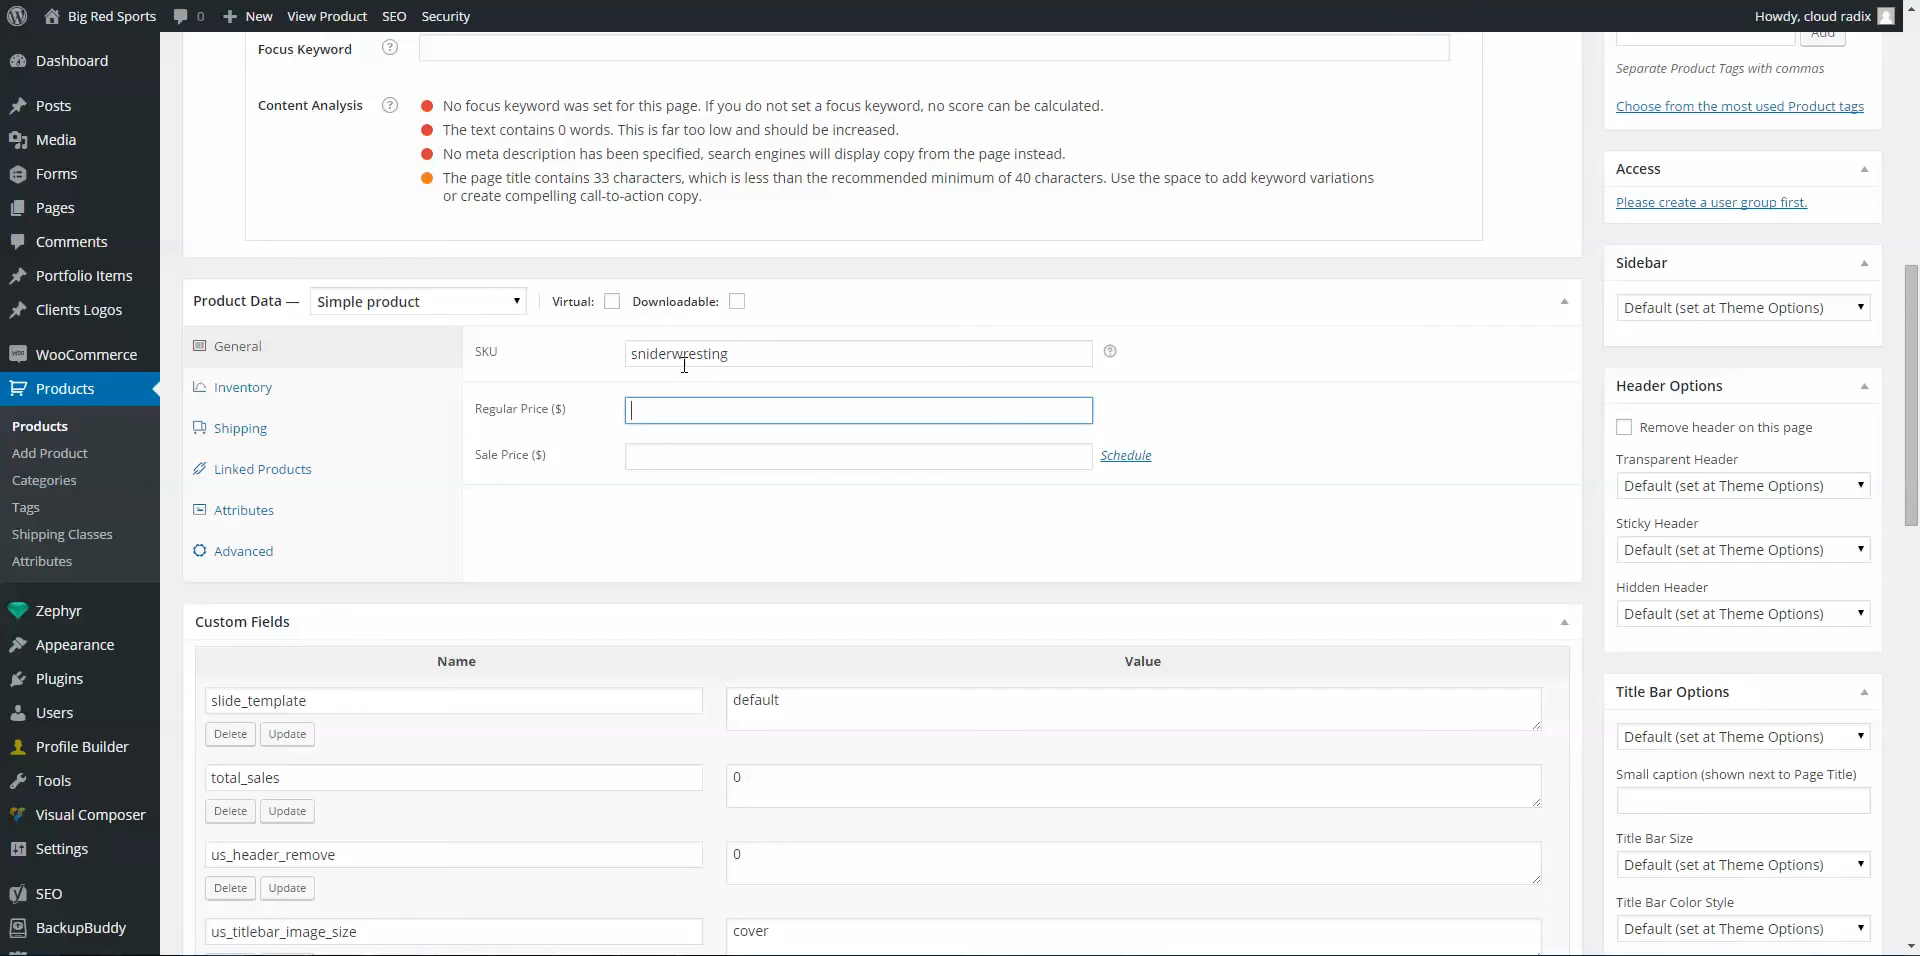 Big Red Sports 0 New View Product SEO Security Howdy, cloud radix
Dashboard
Posts
Media
Forms
Pages
Comments
Portfolio Items
Clients Logos
WooCommerce
Products
Products
Add Product
Categories
Tags
Shipping Classes
Attributes
Zephyr
Appearance
Plugins
Users
Profile Builder
Tools
Visual Composer
Settings
SEO
BackupBuddy
Focus Keyword
Content Analysis
No focus keyword was set for this page. If you do not set a focus keyword, no score can be calculated.
The text contains 0 words. This is far too low and should be increased.
No meta description has been specified, search engines will display copy from the page instead.
The page title contains 33 characters, which is less than the recommended minimum of 40 characters. Use the space to add keyword variations
or create compelling call-to-action copy.
Product Data — Simple product Virtual: Downloadable:
General
Inventory
Shipping
Linked Products
Attributes
Advanced
SKU sniderwresting
Regular Price ($)
Sale Price ($) Schedule
Custom Fields
Name Value
slide_template default
Delete Update
total_sales 0
Delete Update
us_header_remove 0
Delete Update
us_titlebar_image_size cover
Add
Separate Product Tags with commas
Choose from the most used Product tags
Access
Please create a user group first.
Sidebar
Default (set at Theme Options)
Header Options
Remove header on this page
Transparent Header
Default (set at Theme Options)
Sticky Header
Default (set at Theme Options)
Hidden Header
Default (set at Theme Options)
Title Bar Options
Default (set at Theme Options)
Small caption (shown next to Page Title)
Title Bar Size
Default (set at Theme Options)
Title Bar Color Style
Default (set at Theme Options)